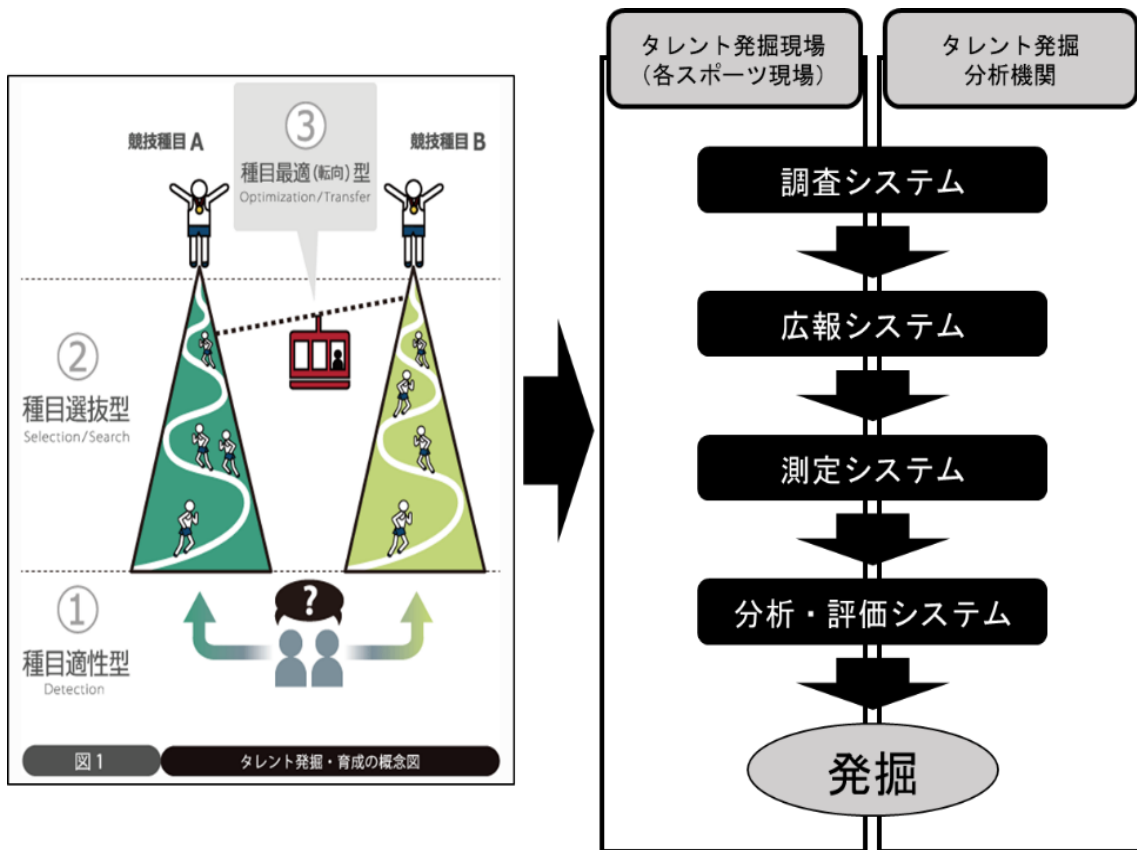 競技種目A
③
種目最適(転向)型
Optimization/Transfer
競技種目B
②
種目選抜型
Selection/Search
①
種目適性型
Detection
?
図1
タレント発掘・育成の概念図
タレント発掘現場
(各スポーツ現場)
タレント発掘
分析機関
調査システム
広報システム
測定システム
分析・評価システム
発掘